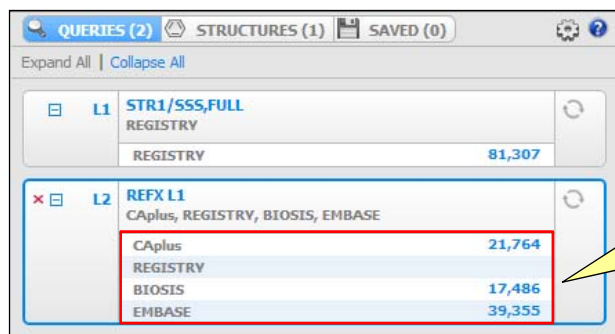 QUERIES (2) STRUCTURES (1) SAVED (0)
Expand All | Collapse All
L1 STR1/SSS,FULL
REGISTRY
REGISTRY 81,307
L2 REFX L1
CAplus, REGISTRY, BIOSIS, EMBASE
CAplus 21,764
REGISTRY
BIOSIS 17,486
EMBASE 39,355